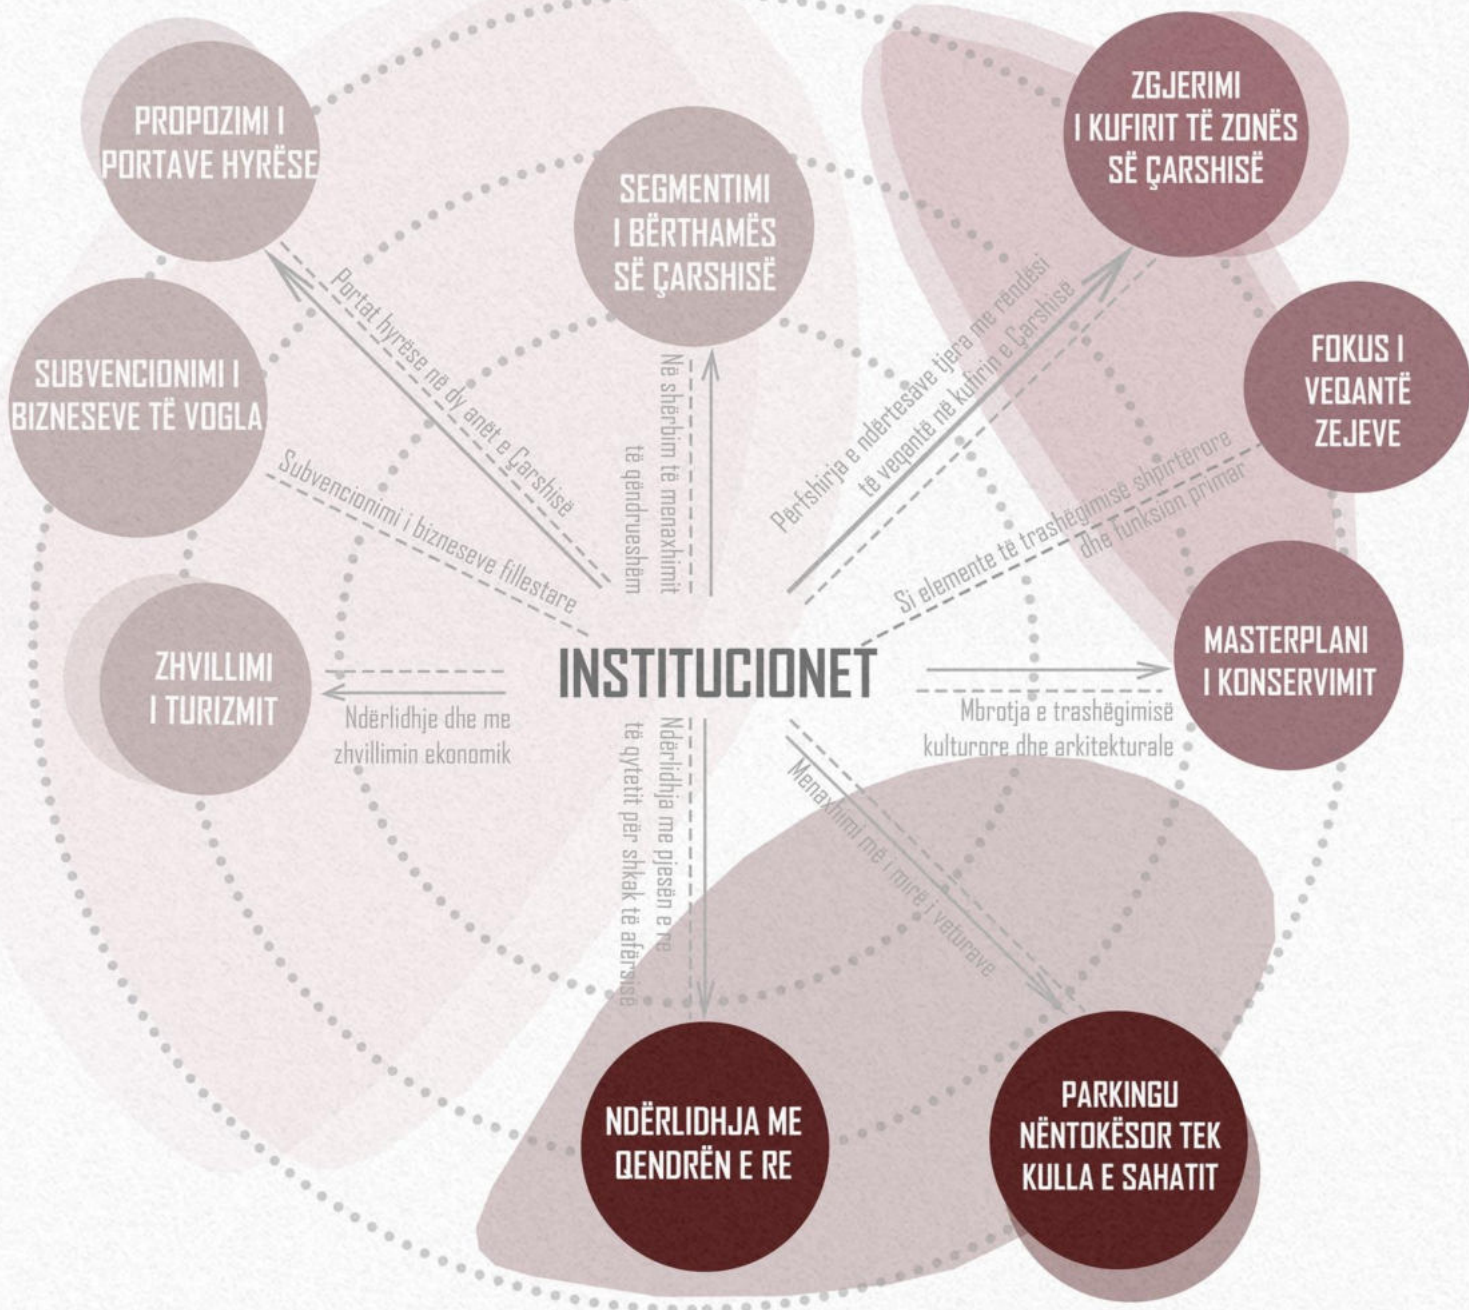 PROPOZIMI I
PORTAVE HYRËSE
SEGMENTIMI
I BËRTHAMËS
SË ÇARSHISË
ZGJERIMI
I KUFIRIT TË ZONËS
SË ÇARSHISË
SUBVENCIONIMI I
BIZNESEVE TË VOGLA
FOKUS I
VEQANTË
ZEJEVE
Portat hyrëse në dy anët e Çarshisë
Në shërbim të menaxhimit
të qëndrueshëm
Përfshirja e ndërtesave tjera me rëndësi
të veqantë në kufirin e Çarshisë
Subvencionimi i bizneseve fillestare
Si elemente të trashëgimisë shpirtërore
dhe funksion primar
ZHVILLIMI
I TURIZMIT
INSTITUCIONET
MASTERPLANI
I KONSERVIMIT
Ndërlidhje dhe me
zhvillimin ekonomik
Mbrotja e trashëgimisë
kulturore dhe arkitekturale
Ndërlidhja me pjesën e re
të qytetit për shkak të afërsisë
Menaxhimi më i mirë i veturave
NDËRLIDHJA ME
QENDRËN E RE
PARKINGU
NËNTOKËSOR TEK
KULLA E SAHATIT